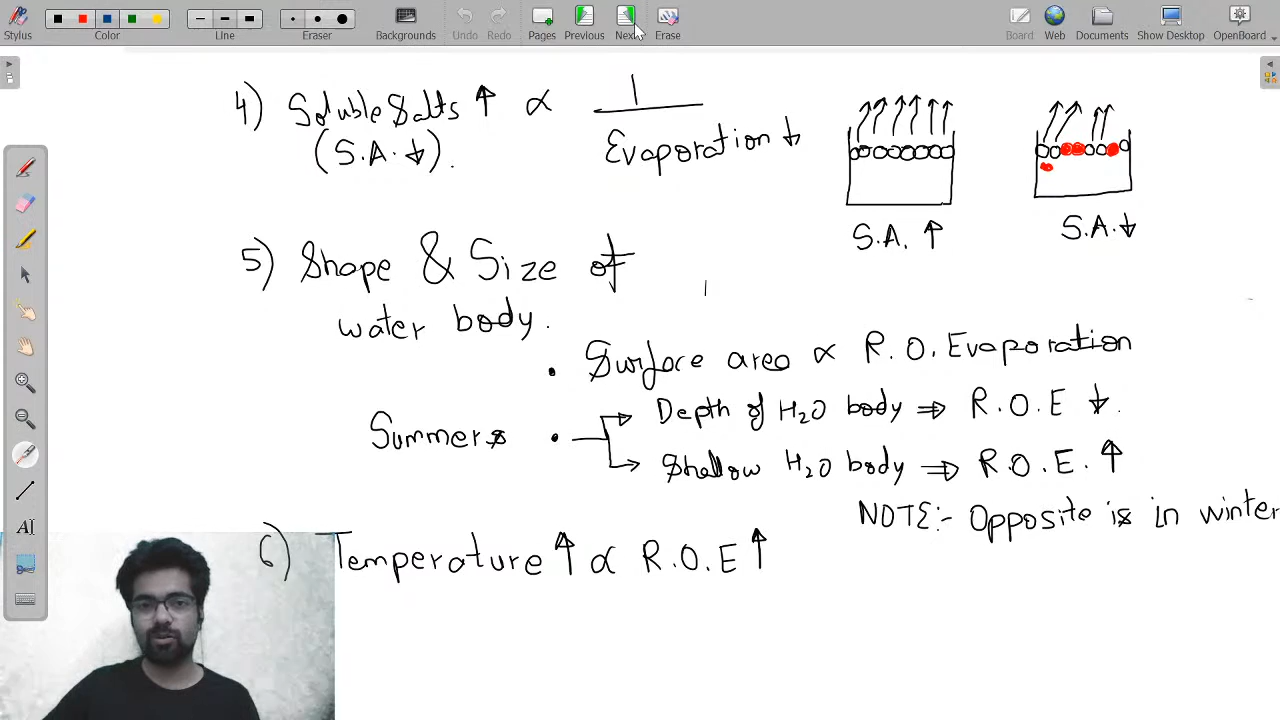 Stylus
Color
Line
Eraser
Backgrounds
Undo
Redo
Pages
Previous
Next
Erase
Board
Web
Documents
Show Desktop
OpenBoard
4) Soluble Salts ↑ ∝ 1
(S.A. ↓).
Evaporation ↓
S.A. ↑
S.A. ↓
5) Shape & Size of
water body.
• Surface area ∝ R.O. Evaporation
Summers • → Depth of H2O body ⇒ R.O.E ↓.
→ Shallow H2O body ⇒ R.O.E. ↑
NOTE:- Opposite is in winter
6) Temperature ↑ ∝ R.O.E ↑
AI